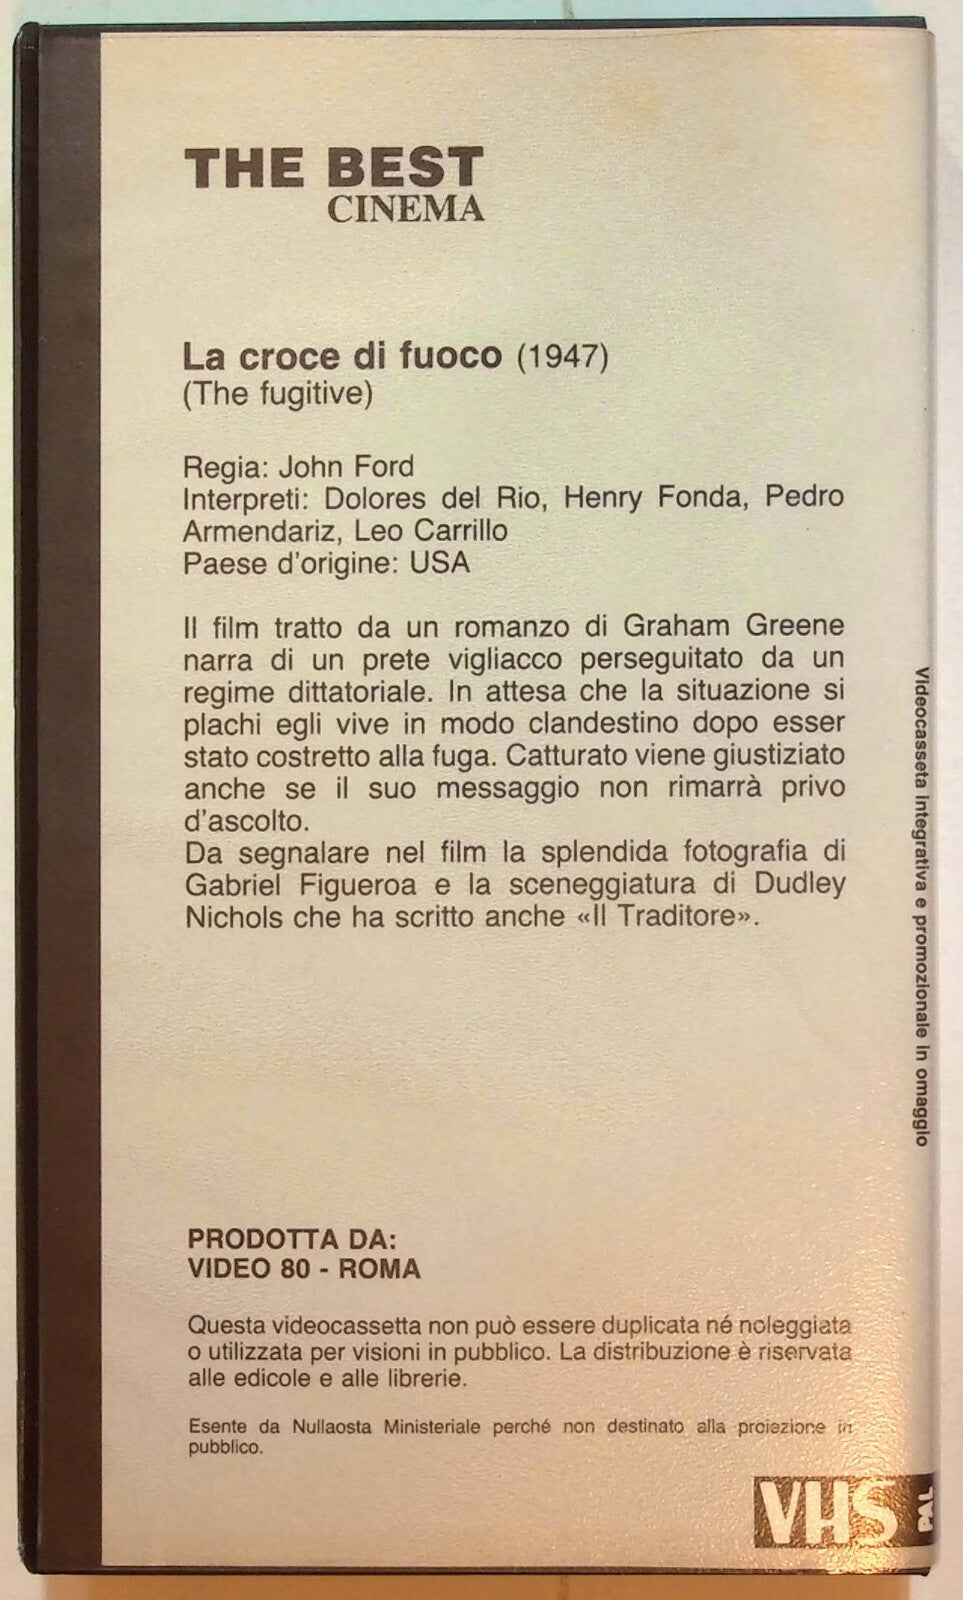 THE BEST
CINEMA
La croce di fuoco (1947)
(The fugitive)
Regia: John Ford
Interpreti: Dolores del Rio, Henry Fonda, Pedro
Armendariz, Leo Carrillo
Paese d'origine: USA
Il film tratto da un romanzo di Graham Greene
narra di un prete vigliacco perseguitato da un
regime dittatoriale. In attesa che la situazione si
plachi egli vive in modo clandestino dopo esser
stato costretto alla fuga. Catturato viene giustiziato
anche se il suo messaggio non rimarrà privo
d'ascolto.
Da segnalare nel film la splendida fotografia di
Gabriel Figueroa e la sceneggiatura di Dudley
Nichols che ha scritto anche «Il Traditore».
Videocasseta integrativa e promozionale in omaggio
PRODOTTA DA:
VIDEO 80 - ROMA
Questa videocassetta non può essere duplicata né noleggiata
o utilizzata per visioni in pubblico. La distribuzione è riservata
alle edicole e alle librerie.
Esente da Nullaosta Ministeriale perché non destinato alla proiezione in
pubblico.
VHS
PAL